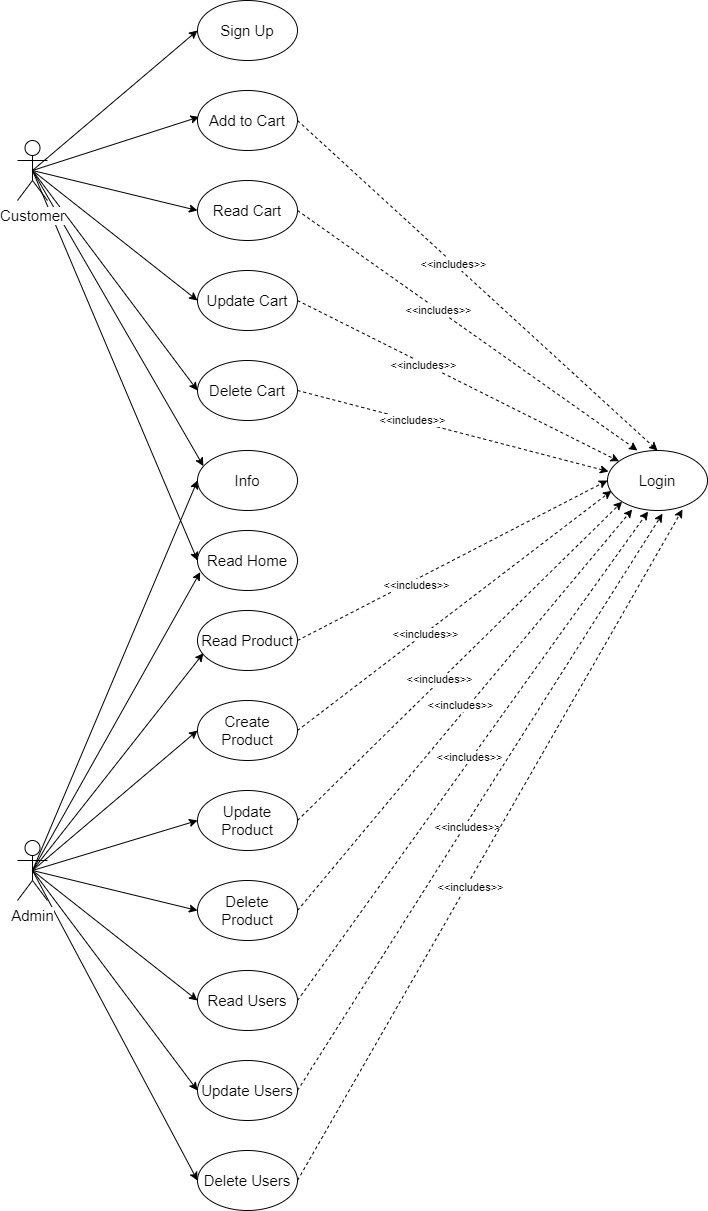 Sign Up
Add to Cart
Customer
Read Cart
<<includes>>
Update Cart
<<includes>>
<<includes>>
Delete Cart
<<includes>>
Info
Login
Read Home
<<includes>>
Read Product
<<includes>>
<<includes>>
<<includes>>
Create
Product
<<includes>>
Update
Product
<<includes>>
<<includes>>
Delete
Product
Admin
Read Users
Update Users
Delete Users